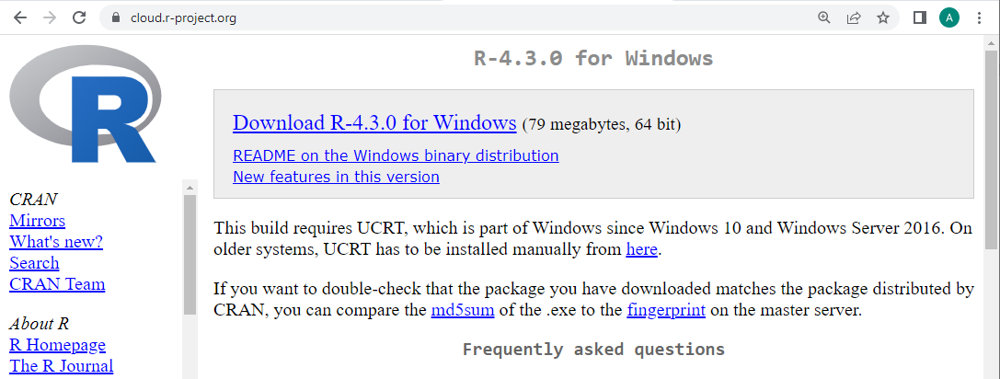 cloud.r-project.org
A
R
R-4.3.0 for Windows
Download R-4.3.0 for Windows (79 megabytes, 64 bit)
README on the Windows binary distribution
New features in this version
CRAN
Mirrors
What's new?
Search
CRAN Team
About R
R Homepage
The R Journal
This build requires UCRT, which is part of Windows since Windows 10 and Windows Server 2016. On
older systems, UCRT has to be installed manually from here.
If you want to double-check that the package you have downloaded matches the package distributed by
CRAN, you can compare the md5sum of the .exe to the fingerprint on the master server.
Frequently asked questions